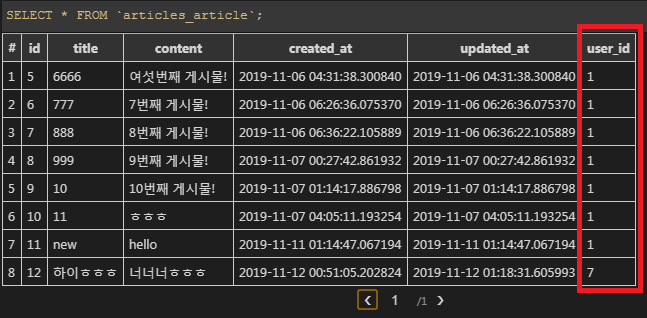 SELECT * FROM `articles_article`;
# id title content created_at updated_at user_id
1 5 6666 여섯번째 게시물! 2019-11-06 04:31:38.300840 2019-11-06 04:31:38.300840 1
2 6 777 7번째 게시물! 2019-11-06 06:26:36.075370 2019-11-06 06:26:36.075370 1
3 7 888 8번째 게시물! 2019-11-06 06:36:22.105889 2019-11-06 06:36:22.105889 1
4 8 999 9번째 게시물! 2019-11-07 00:27:42.861932 2019-11-07 00:27:42.861932 1
5 9 10 10번째 게시물! 2019-11-07 01:14:17.886798 2019-11-07 01:14:17.886798 1
6 10 11 ㅎㅎㅎ 2019-11-07 04:05:11.193254 2019-11-07 04:05:11.193254 1
7 11 new hello 2019-11-11 01:14:47.067194 2019-11-11 01:14:47.067194 1
8 12 하이ㅎㅎㅎ 너너너ㅎㅎㅎ 2019-11-12 00:51:05.202824 2019-11-12 01:18:31.605993 7
1 /1